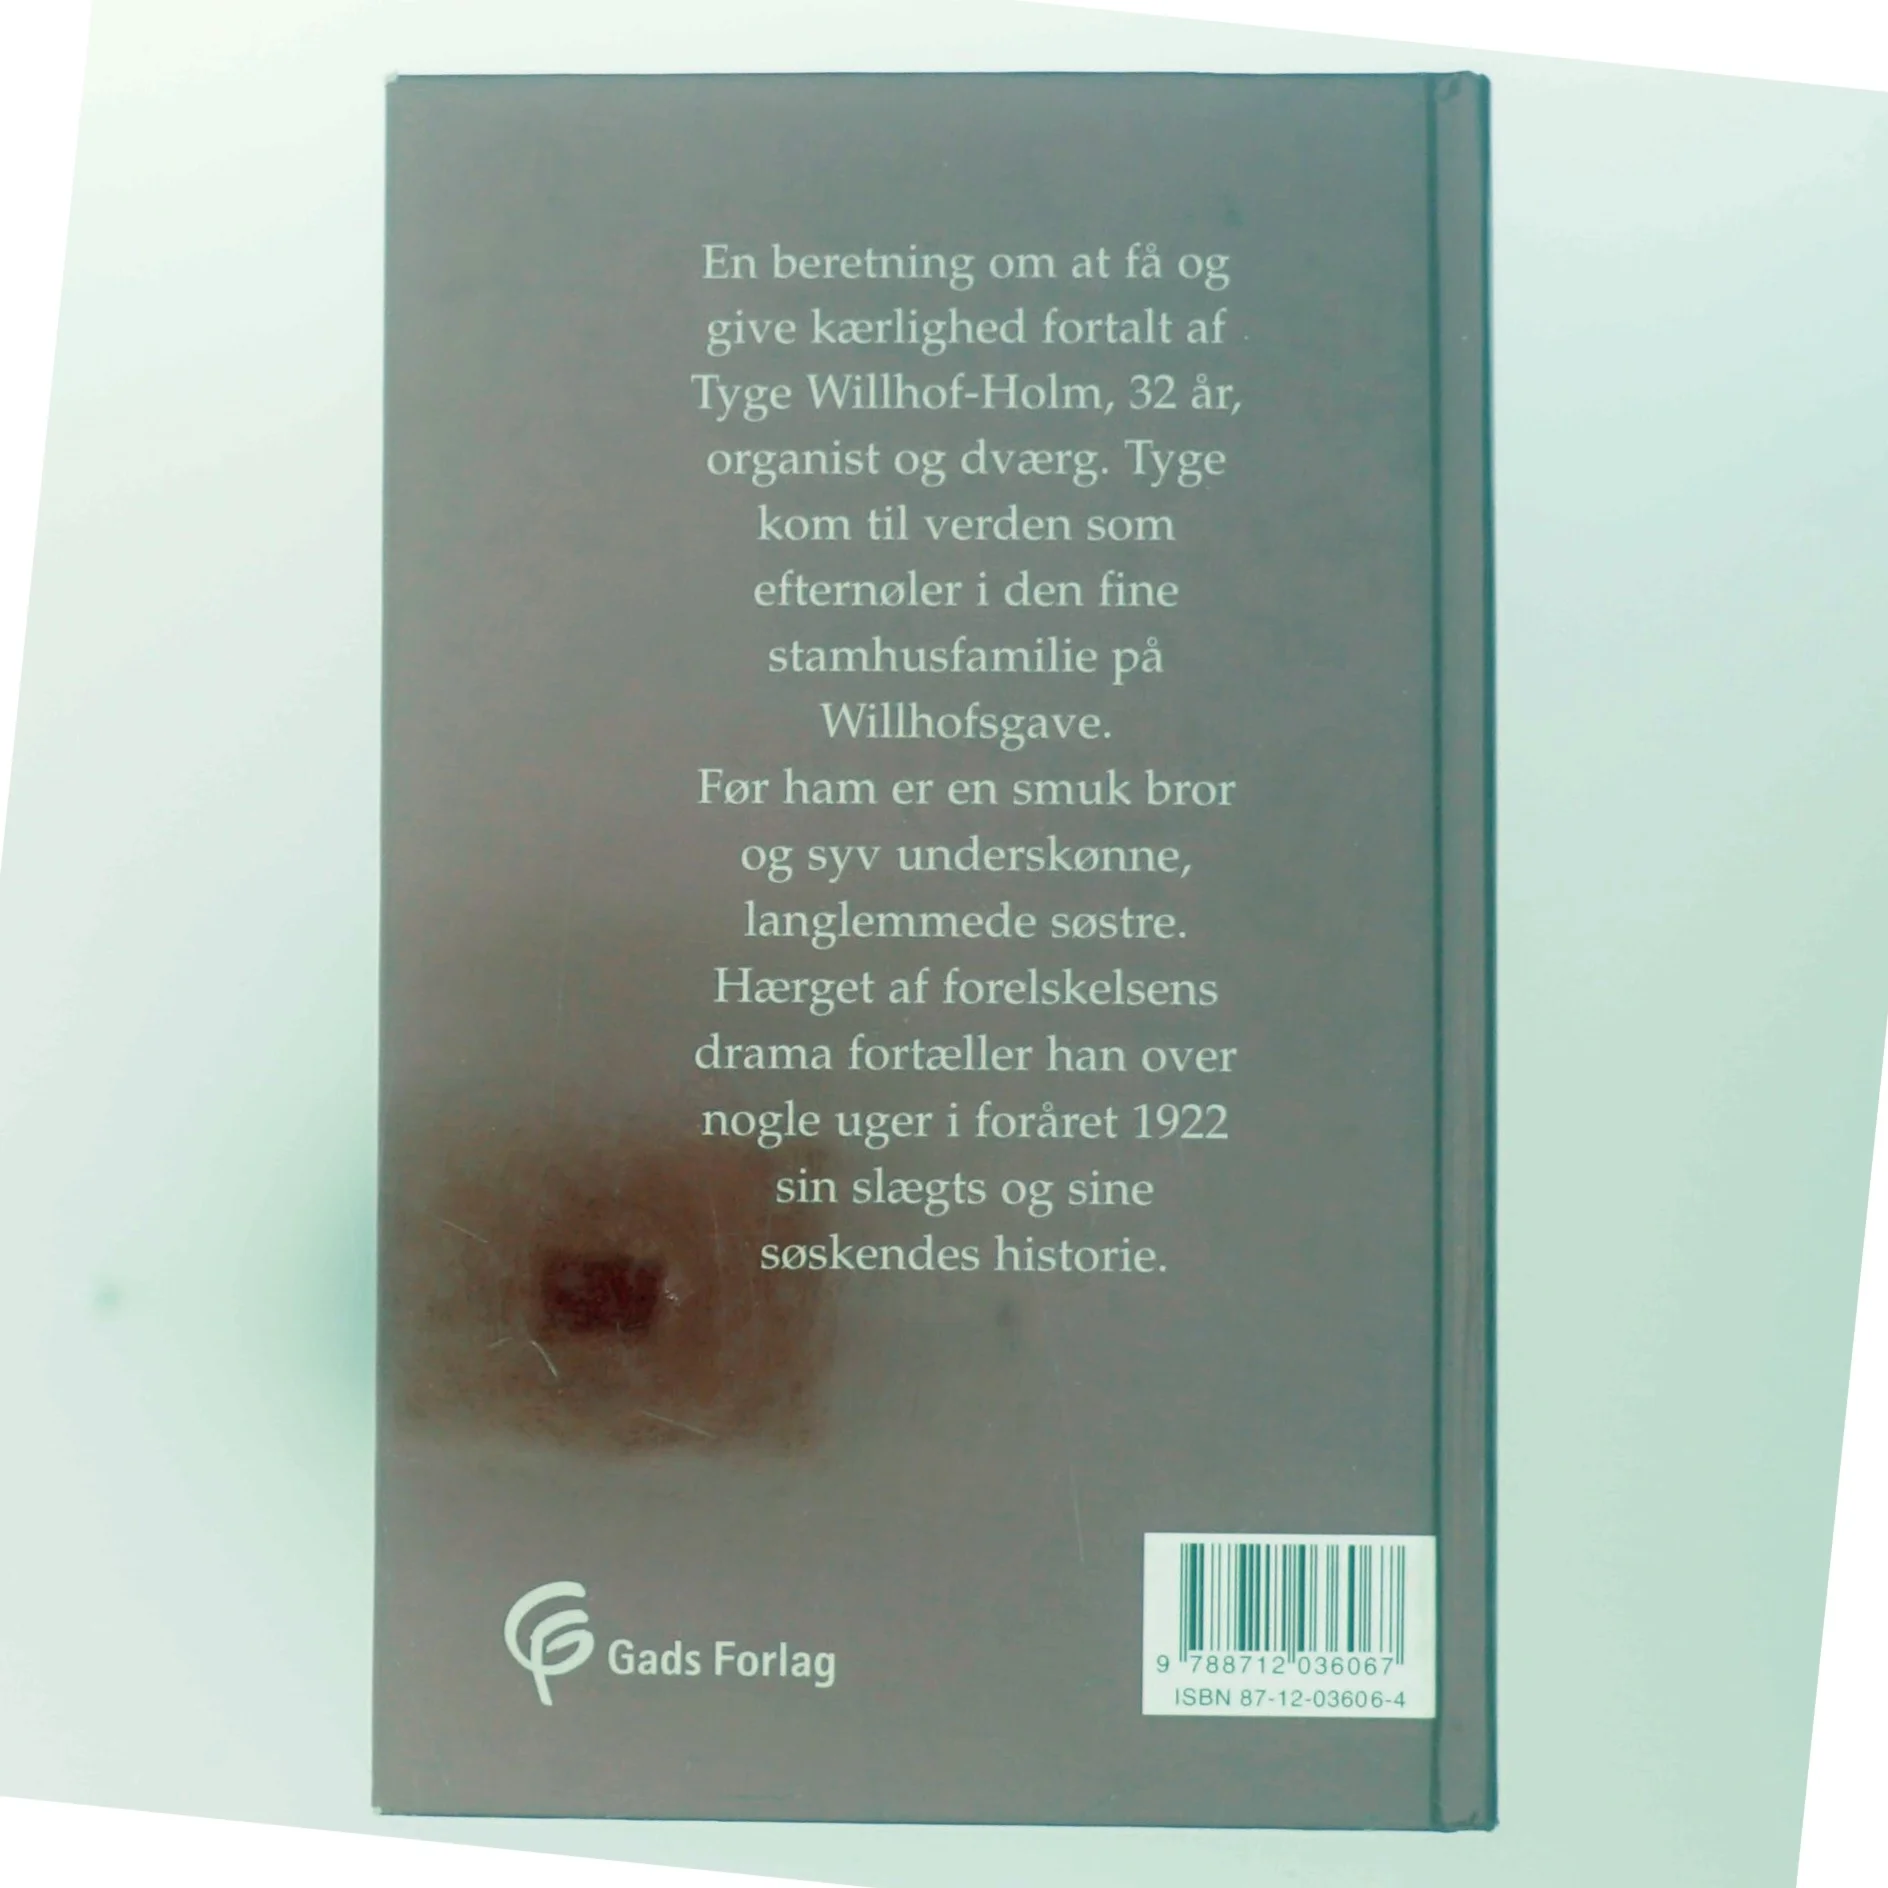 En beretning om at få og
give kærlighed fortalt af
Tyge Willhof-Holm, 32 år,
organist og dværg. Tyge
kom til verden som
efternøler i den fine
stamhusfamilie på
Willhofsgave.
Før ham er en smuk bror
og syv underskønne,
langlemmede søstre.
Hærget af forelskelsens
drama fortæller han over
nogle uger i foråret 1922
sin slægts og sine
søskendes historie.
Gads Forlag
9 788712 036067
ISBN 87-12-03606-4